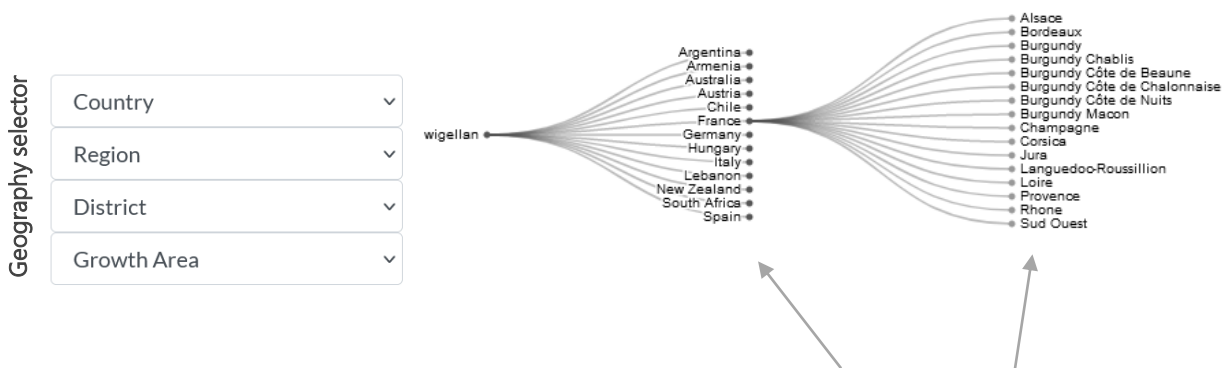 Geography selector
Country
Region
District
Growth Area
wigellan
Argentina
Armenia
Australia
Austria
Chile
France
Germany
Hungary
Italy
Lebanon
New Zealand
South Africa
Spain
Alsace
Bordeaux
Burgundy
Burgundy Chablis
Burgundy Côte de Beaune
Burgundy Côte de Chalonnaise
Burgundy Côte de Nuits
Burgundy Macon
Champagne
Corsica
Jura
Languedoo-Roussillion
Loire
Provence
Rhone
Sud Ouest